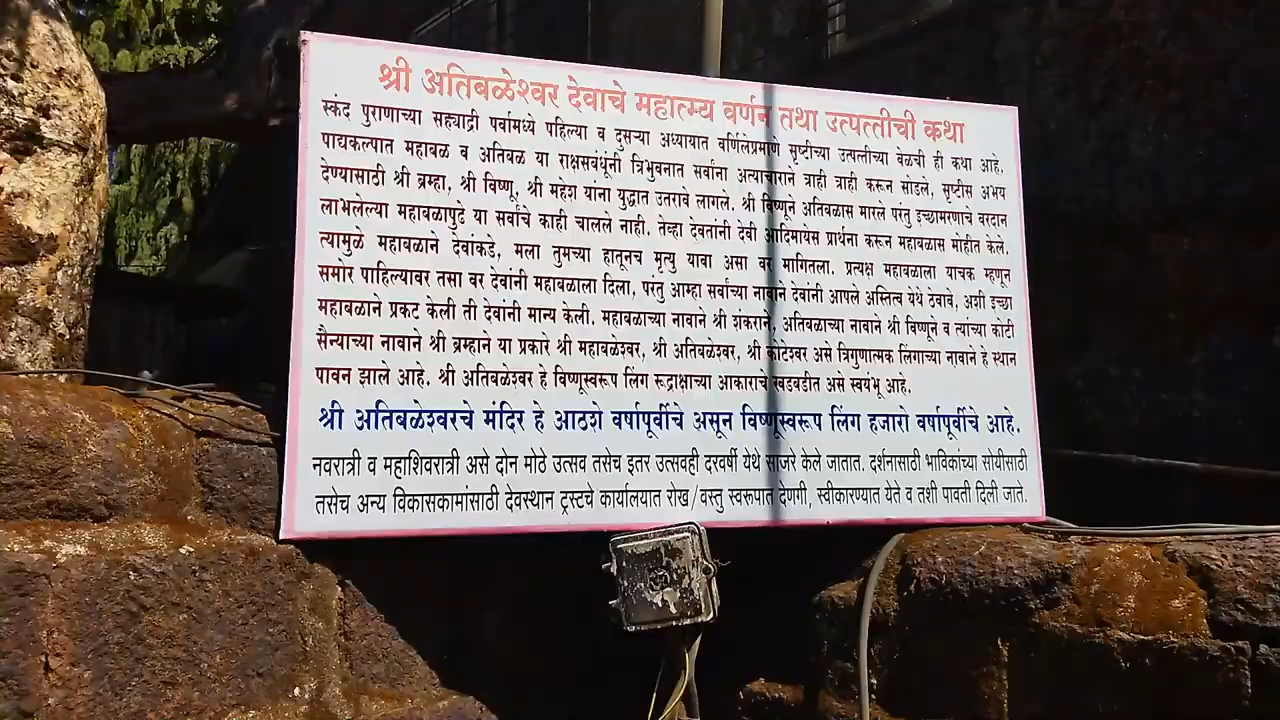 श्री अतिबळेश्वर देवाचे महात्म्य वर्णन तथा उत्पत्तीची कथा
स्कंद पुराणाच्या सह्याद्री पर्वामध्ये पहिल्या व दुसऱ्या अध्यायात वर्णिलेप्रमाणे सृष्टीच्या उत्पत्तीच्या वेळची ही कथा आहे.
पाद्यकल्पात महाबळ व अतिबळ या राक्षसबंधूंनी त्रिभुवनात सर्वांना अत्याचाराने त्राही त्राही करून सोडले, सृष्टीस अभय
देण्यासाठी श्री ब्रम्हा, श्री विष्णू, श्री महेश यांना युद्धात उतरावे लागले. श्री विष्णूने अतिबळास मारले परंतु इच्छामरणाचे वरदान
लाभलेल्या महाबळापुढे या सर्वांचे काही चालले नाही. तेव्हा देवतांनी देवी आदिमायेस प्रार्थना करून महाबळास मोहीत केले.
त्यामुळे महाबळाने देवांकडे, मला तुमच्या हातूनच मृत्यु यावा असा वर मागितला. प्रत्यक्ष महाबळाला याचक म्हणून
समोर पाहिल्यावर तसा वर देवांनी महाबळाला दिला, परंतु आम्हा सर्वांच्या नावाने देवांनी आपले अस्तित्व येथे ठेवावे, अशी इच्छा
महाबळाने प्रकट केली ती देवांनी मान्य केली. महाबळाच्या नावाने श्री शंकराने, अतिबळाच्या नावाने श्री विष्णूने व त्यांच्या कोटी
सैन्याच्या नावाने श्री ब्रम्हाने या प्रकारे श्री महाबळेश्वर, श्री अतिबळेश्वर, श्री कोटेश्वर असे त्रिगुणात्मक लिंगाच्या नावाने हे स्थान
पावन झाले आहे. श्री अतिबळेश्वर हे विष्णूस्वरूप लिंग रूद्राक्षाच्या आकाराचे खडबडीत असे स्वयंभू आहे.
श्री अतिबळेश्वरचे मंदिर हे आठशे वर्षापूर्वीचे असून विष्णूस्वरूप लिंग हजारो वर्षापूर्वीचे आहे.
नवरात्री व महाशिवरात्री असे दोन मोठे उत्सव तसेच इतर उत्सवही दरवर्षी येथे साजरे केले जातात. दर्शनासाठी भाविकांच्या सोयीसाठी
तसेच अन्य विकासकामांसाठी देवस्थान ट्रस्टचे कार्यालयात रोख/वस्तु स्वरूपात देणगी, स्वीकारण्यात येते व तशी पावती दिली जाते.